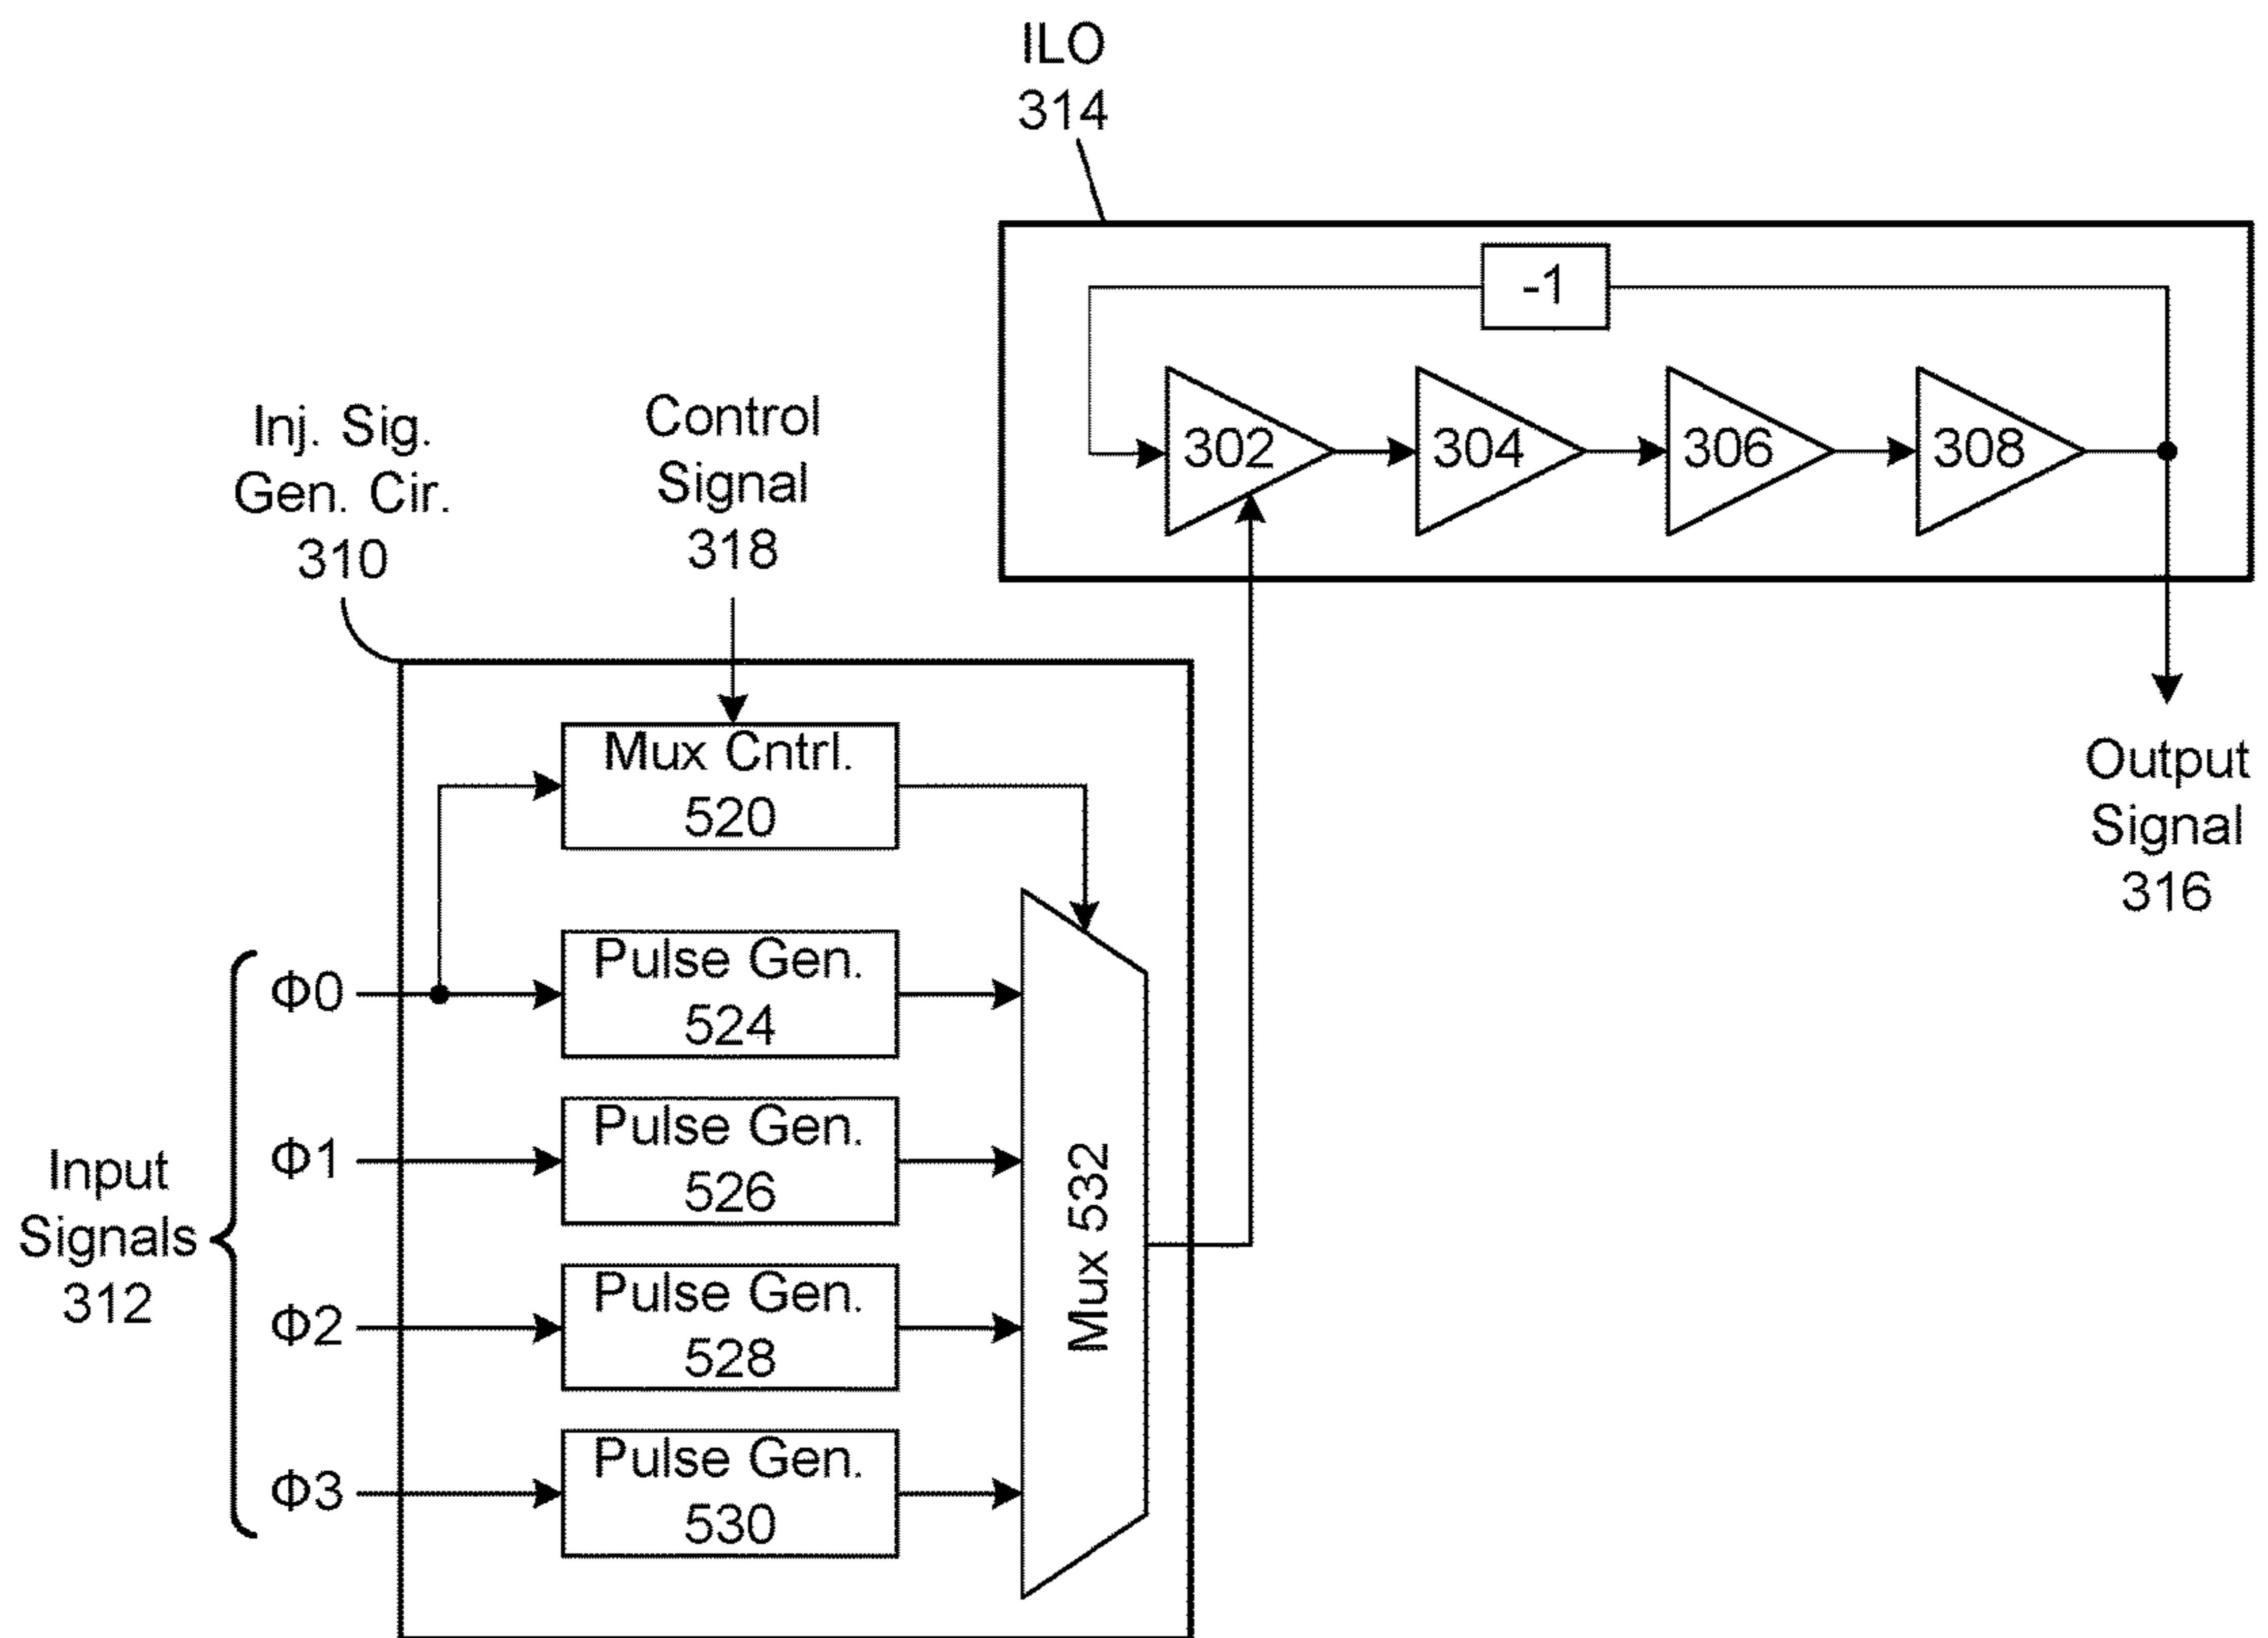 ILO
314
-1
302
304
306
308
Inj. Sig.
Gen. Cir.
310
Control
Signal
318
Mux Cntrl.
520
Output
Signal
316
Input
Signals
312
Φ0
Pulse Gen.
524
Φ1
Pulse Gen.
526
Φ2
Pulse Gen.
528
Φ3
Pulse Gen.
530
Mux 532